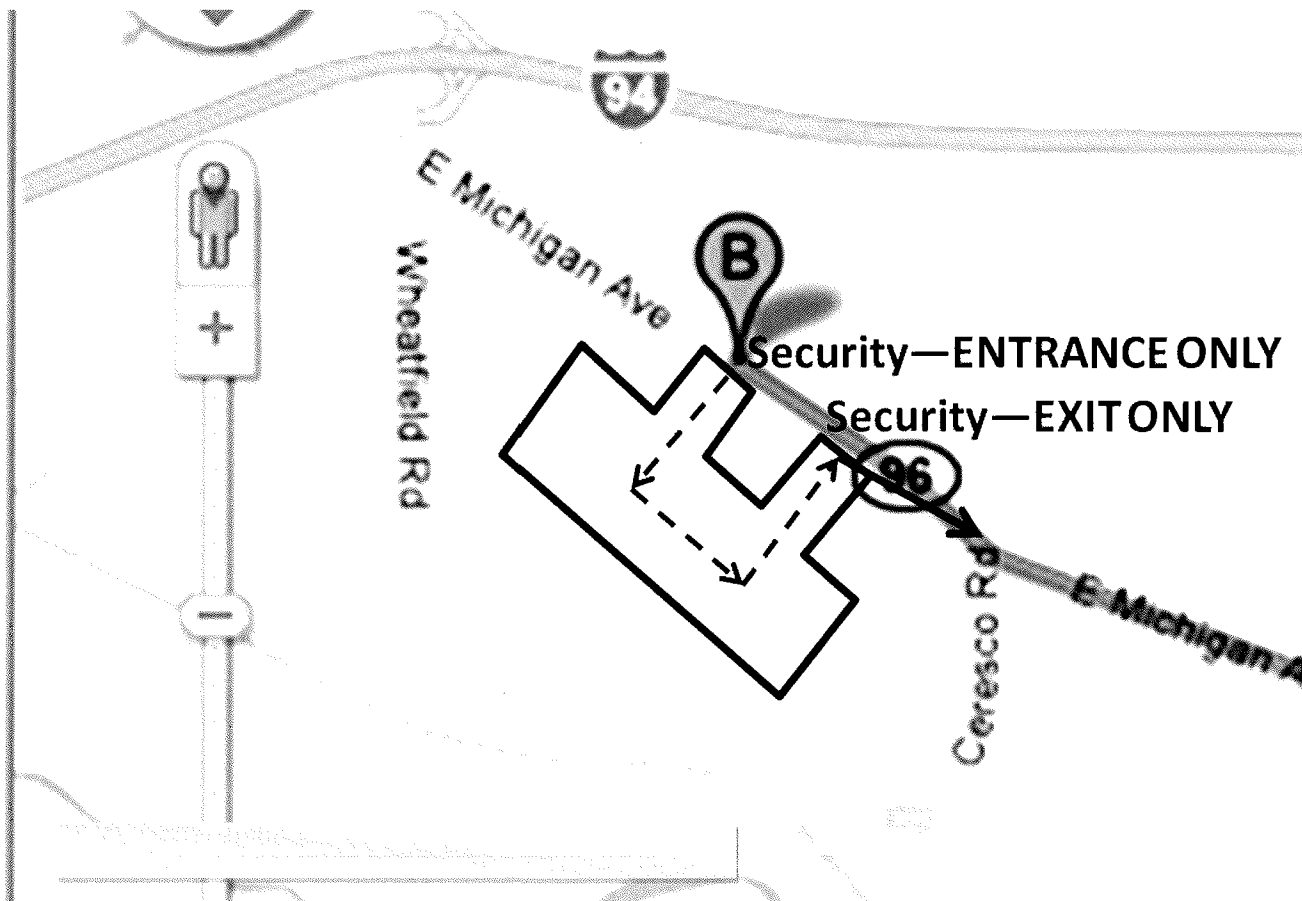 94
E Michigan Ave
Wheatfield Rd
B
Security—ENTRANCE ONLY
Security—EXIT ONLY
96
Ceresco Rd
E Michigan A
+
−